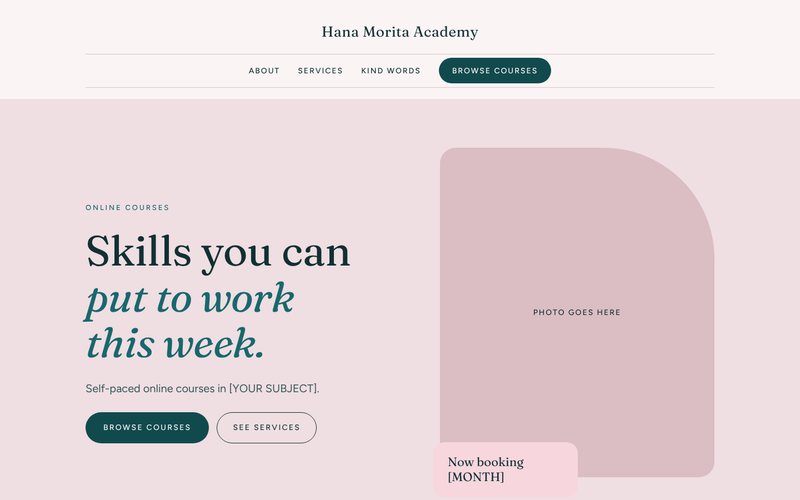 Hana Morita Academy
ABOUT
SERVICES
KIND WORDS
BROWSE COURSES
ONLINE COURSES
Skills you can
put to work
this week.
Self-paced online courses in [YOUR SUBJECT].
BROWSE COURSES
SEE SERVICES
PHOTO GOES HERE
Now booking
[MONTH]